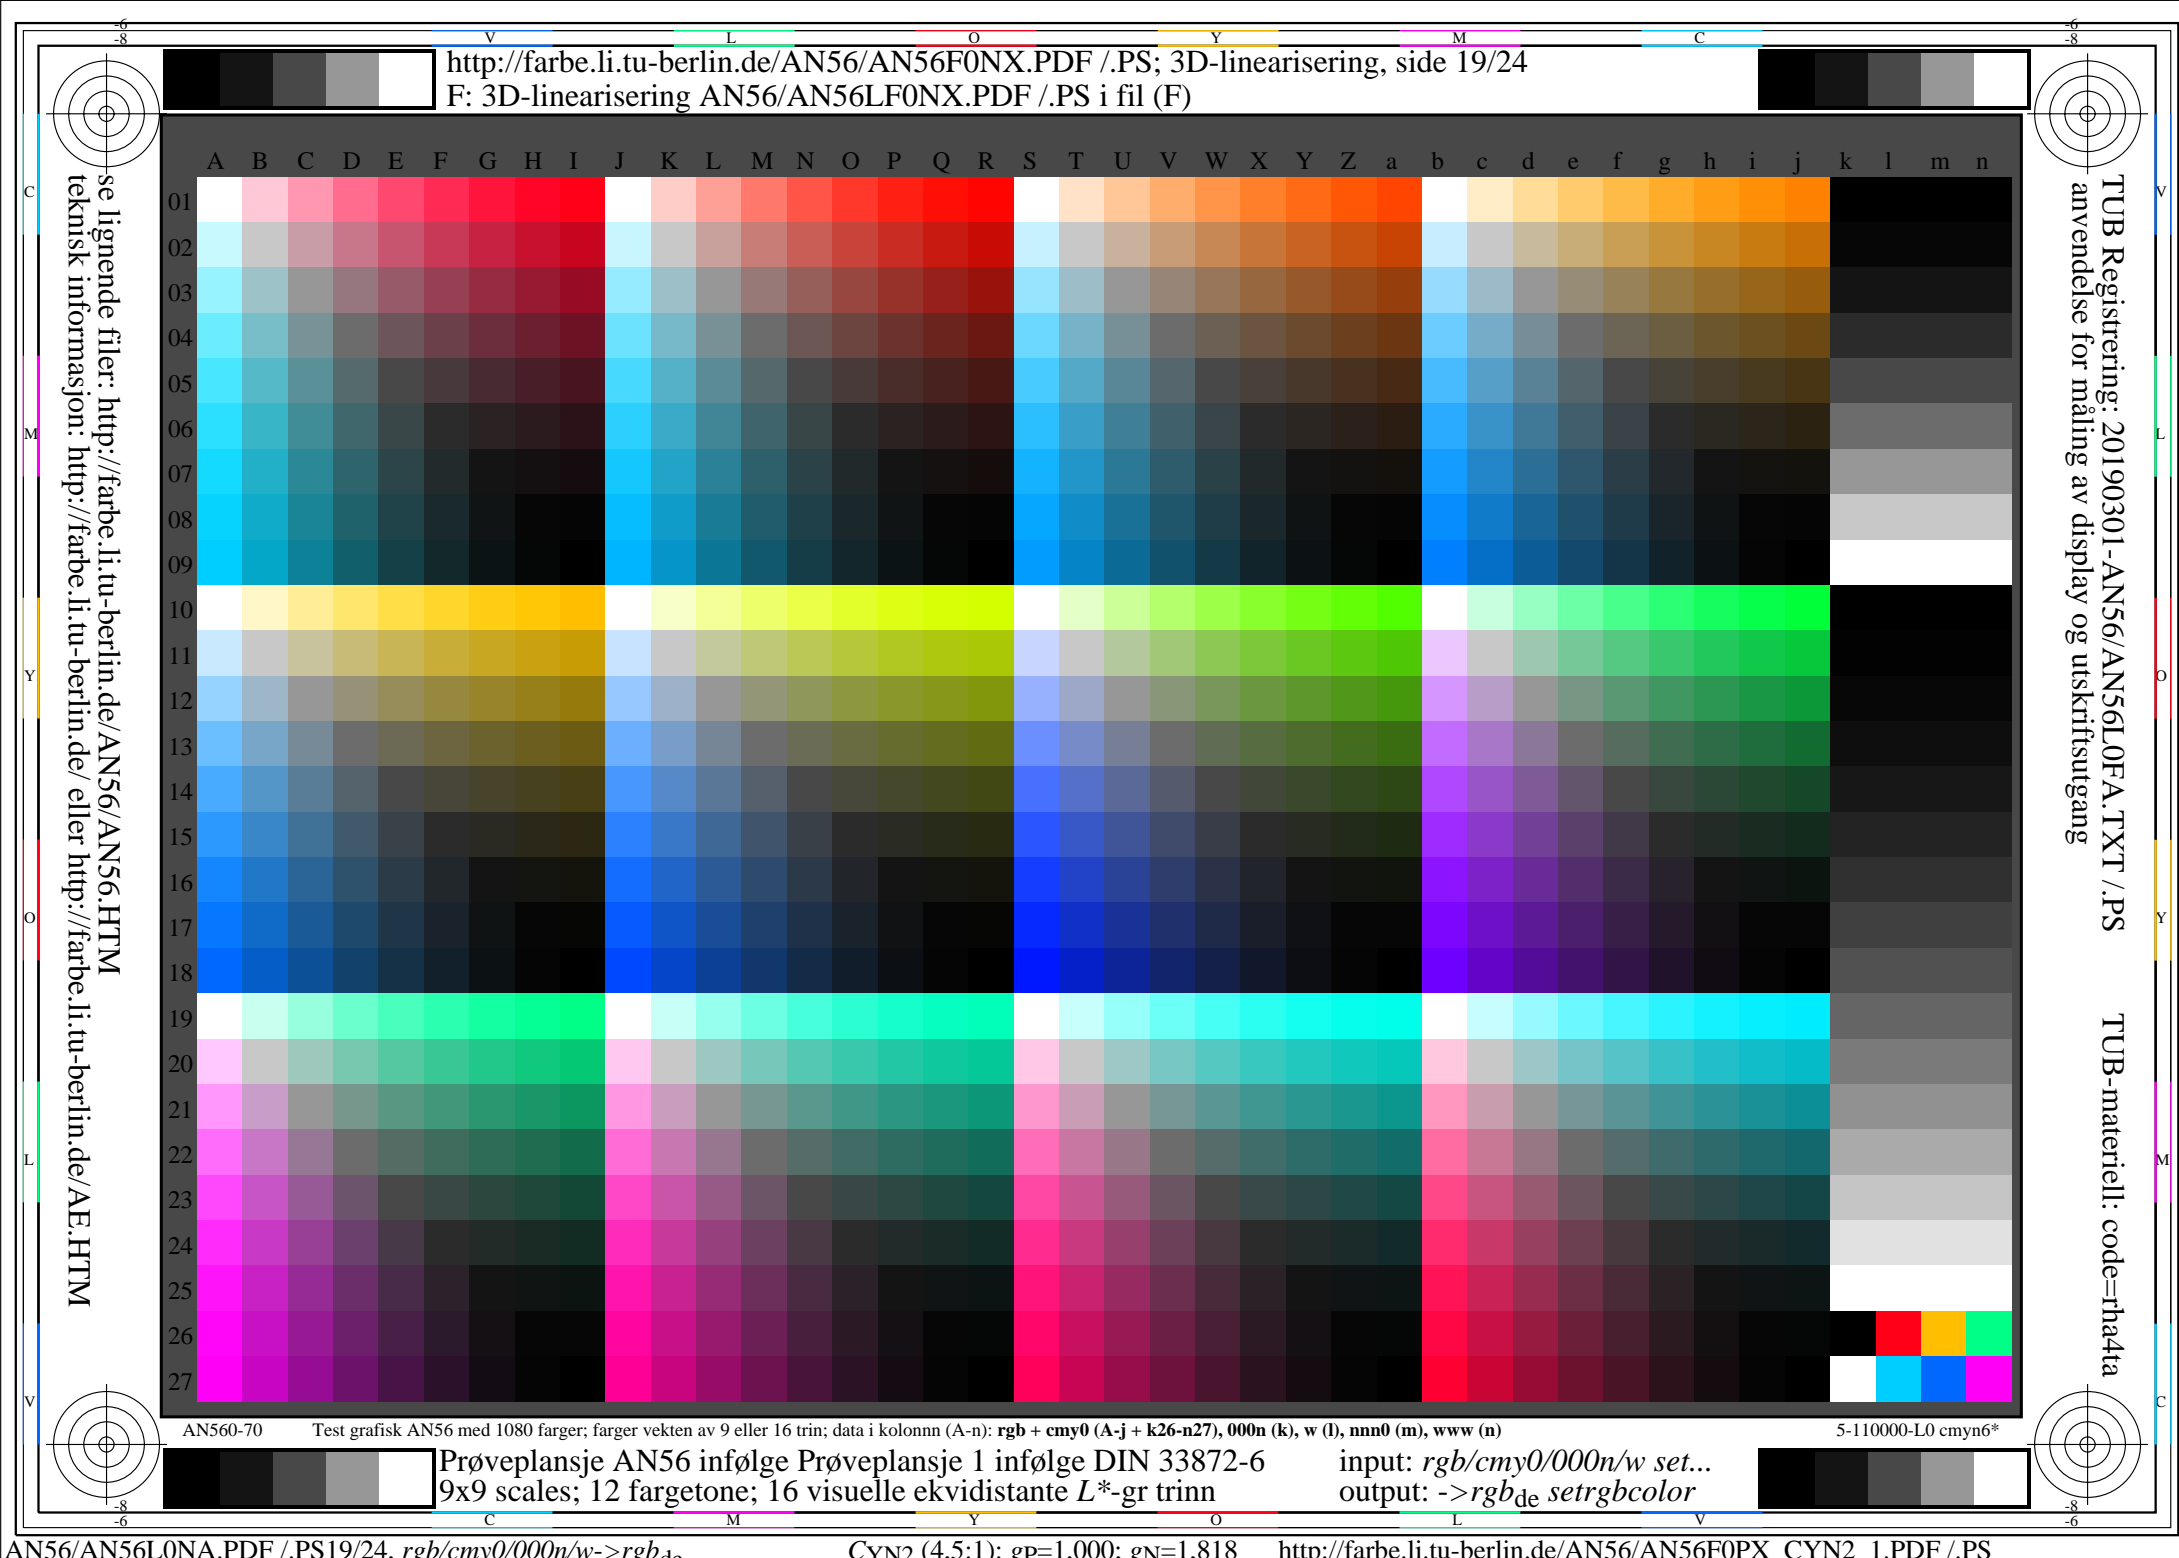 -6
-8
V L O Y M C
-6
-8
http://farbe.li.tu-berlin.de/AN56/AN56F0NX.PDF /.PS; 3D-linearisering, side 19/24
F: 3D-linearisering AN56/AN56LF0NX.PDF /.PS i fil (F)
A B C D E F G H I J K L M N O P Q R S T U V W X Y Z a b c d e f g h i j k l m n
01
02
03
04
05
06
07
08
09
10
11
12
13
14
15
16
17
18
19
20
21
22
23
24
25
26
27
C
M
Y
O
L
V
se lignende filer: http://farbe.li.tu-berlin.de/AN56/AN56.HTM
teknisk informasjon: http://farbe.li.tu-berlin.de/ eller http://farbe.li.tu-berlin.de/AE.HTM
TUB Registrering: 20190301-AN56/AN56L0FA.TXT /.PS
anvendelse for måling av display og utskriftsutgang
TUB-materiell: code=rha4ta
V
L
O
Y
M
C
AN560-70
Test grafisk AN56 med 1080 farger; farger vekten av 9 eller 16 trin; data i kolonnn (A-n): rgb + cmy0 (A-j + k26-n27), 000n (k), w (l), nnn0 (m), www (n)
5-110000-L0 cmyn6*
Prøveplansje AN56 infølge Prøveplansje 1 infølge DIN 33872-6
9x9 scales; 12 fargetone; 16 visuelle ekvidistante L*-gr trinn
input: rgb/cmy0/000n/w set...
output: ->rgbde setrgbcolor
-8
-6
C M Y O L V
-8
-6
AN56/AN56L0NA.PDF /.PS19/24, rgb/cmy0/000n/w->rgbde
CYN2 (4,5:1); gP=1,000; gN=1,818
http://farbe.li.tu-berlin.de/AN56/AN56F0PX_CYN2_1.PDF /.PS